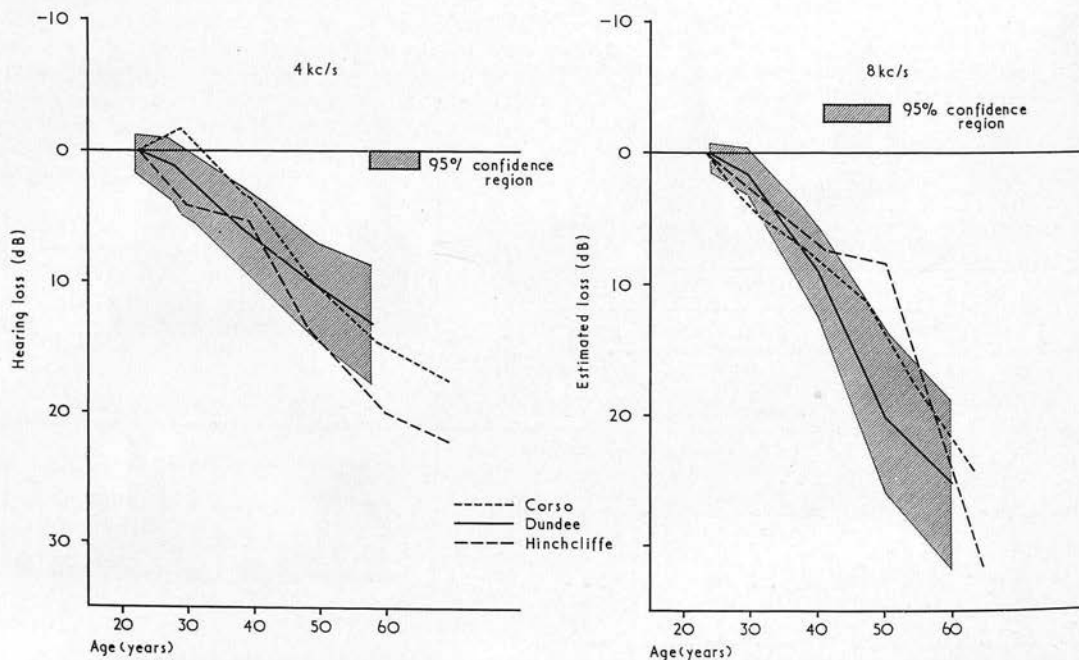 -10
4 kc/s
0
95% confidence
region
10
20
30
Hearing loss (dB)
Corso
Dundee
Hinchcliffe
20 30 40 50 60
Age (years)
-10
8 kc/s
95% confidence
region
0
10
20
Estimated loss (dB)
20 30 40 50 60
Age (years)